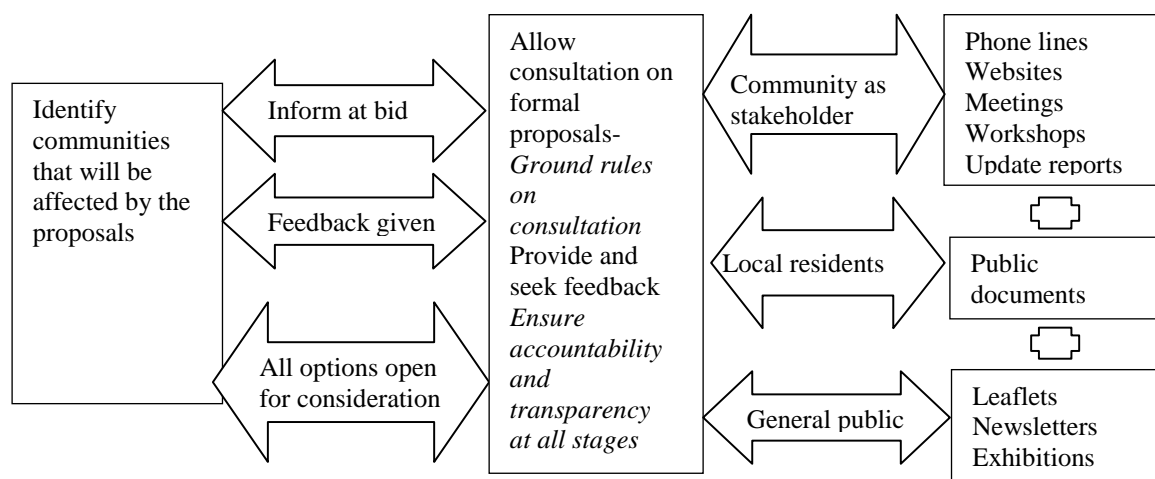 Identify
communities
that will be
affected by the
proposals
Inform at bid
Feedback given
All options open
for consideration
Allow
consultation on
formal
proposals-
Ground rules
on
consultation
Provide and
seek feedback
Ensure
accountability
and
transparency
at all stages
Community as
stakeholder
Local residents
General public
Phone lines
Websites
Meetings
Workshops
Update reports
Public
documents
Leaflets
Newsletters
Exhibitions